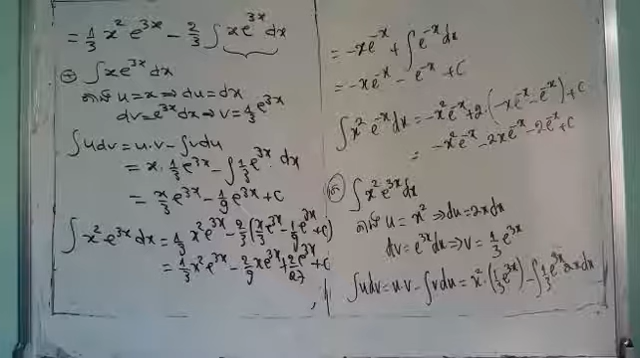 = 1/3 x² e^3x − 2/3 ∫ x e^3x dx
∫ x e^3x dx
u = x ⇒ du = dx
dv = e^3x dx ⇒ v = 1/3 e^3x
∫ u dv = u·v − ∫ v du
= x · 1/3 e^3x − ∫ 1/3 e^3x · dx
= x/3 e^3x − 1/9 e^3x + C
∫ x² e^3x dx = 1/3 x² e^3x − 2/3 (x/3 e^3x − 1/9 e^3x + C)
= 1/3 x² e^3x − 2/9 x e^3x + 2/27 e^3x + C
= −x e^−x + ∫ e^−x dx
= −x e^−x − e^−x + C
∫ x² e^−x dx = −x² e^−x + 2·(−x e^−x − e^−x) + C
= −x² e^−x − 2x e^−x − 2 e^−x + C
∫ x² e^3x dx
u = x² ⇒ du = 2x dx
dv = e^3x dx ⇒ v = 1/3 e^3x
∫ u dv = u·v − ∫ v du = x² · (1/3 e^3x) − ∫ 1/3 e^3x 2x dx